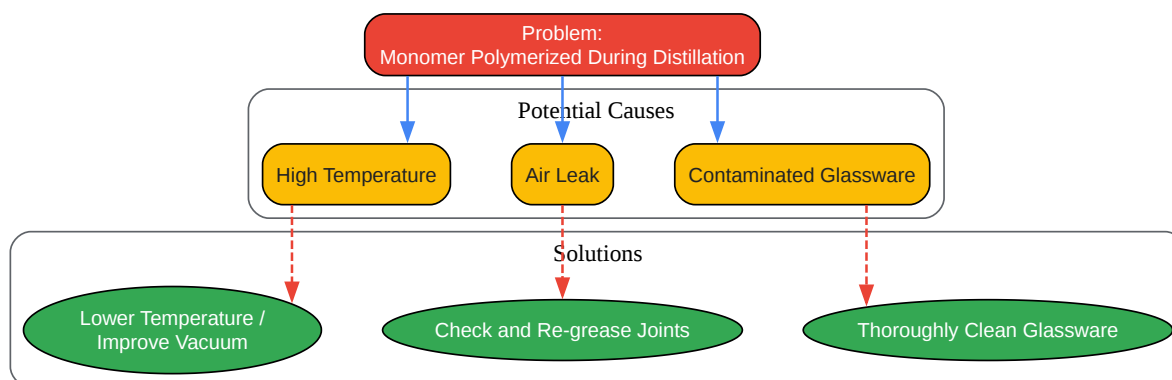 Problem:
Monomer Polymerized During Distillation
Potential Causes
High Temperature
Air Leak
Contaminated Glassware
Solutions
Lower Temperature /
Improve Vacuum
Check and Re-grease Joints
Thoroughly Clean Glassware